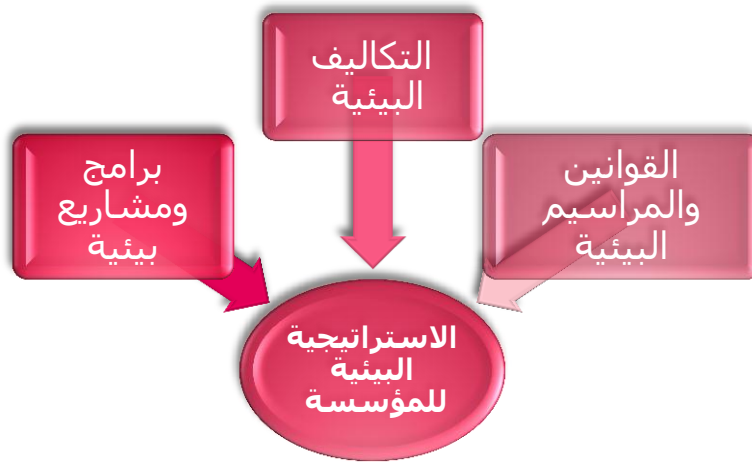 التكاليف
البيئية
القوانين
والمراسيم
البيئية
برامج
ومشاريع
بيئية
الاستراتيجية
البيئية
للمؤسسة